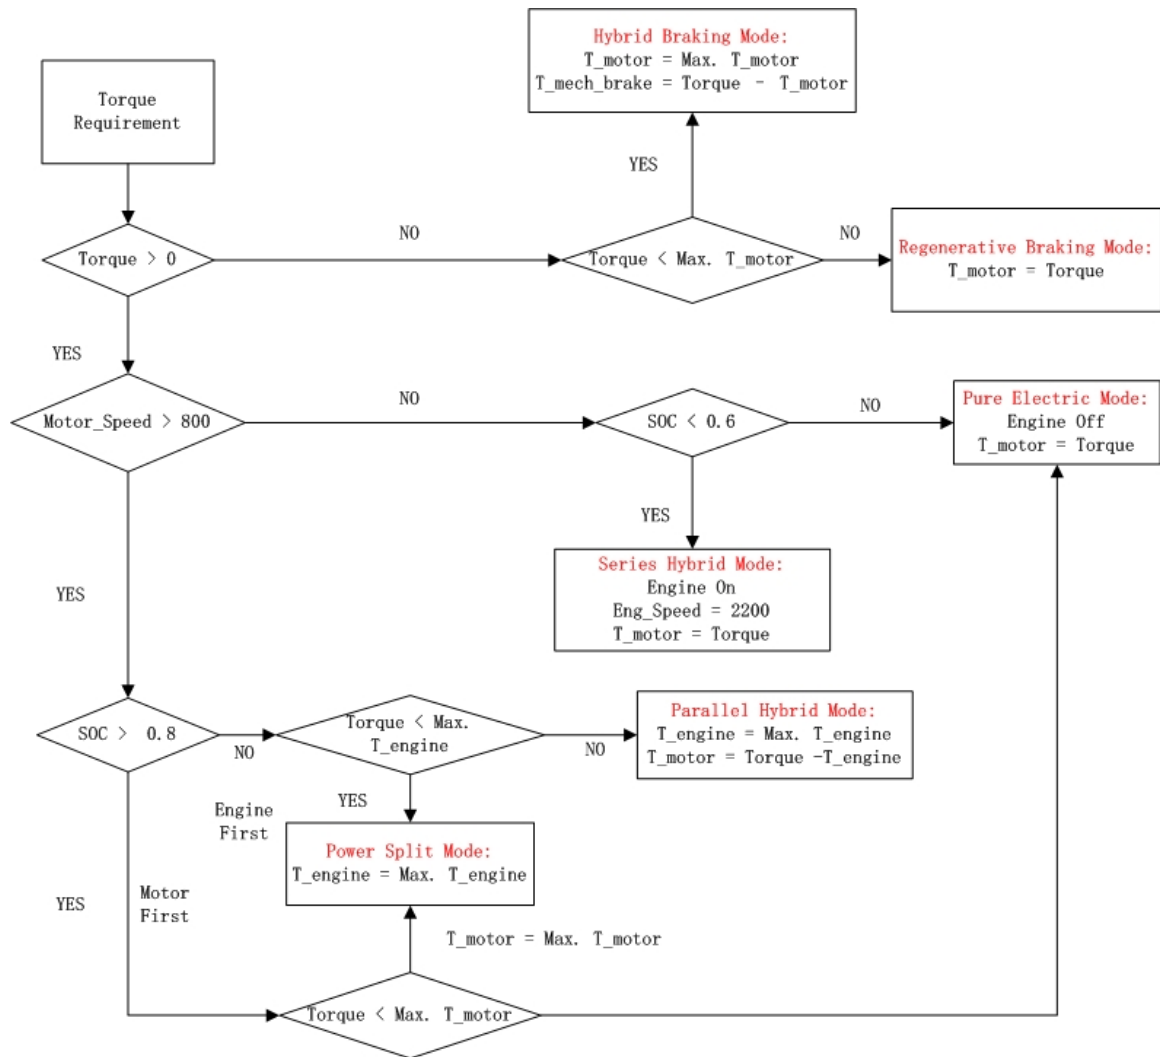 Hybrid Braking Mode:
T_motor = Max. T_motor
T_mech_brake = Torque - T_motor
Torque
Requirement
YES
Torque > 0
NO
Torque < Max. T_motor
NO
Regenerative Braking Mode:
T_motor = Torque
YES
Motor_Speed > 800
NO
SOC < 0.6
NO
Pure Electric Mode:
Engine Off
T_motor = Torque
YES
Series Hybrid Mode:
Engine On
Eng_Speed = 2200
T_motor = Torque
YES
SOC > 0.8
NO
Torque < Max.
T_engine
NO
Parallel Hybrid Mode:
T_engine = Max. T_engine
T_motor = Torque -T_engine
Engine
First
YES
Power Split Mode:
T_engine = Max. T_engine
YES
Motor
First
T_motor = Max. T_motor
Torque < Max. T_motor